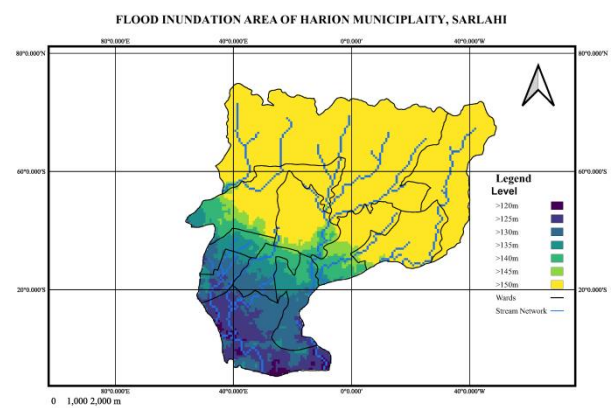 FLOOD INUNDATION AREA OF HARION MUNICIPLAITY, SARLAHI
80°0.000'S 40°0.000'E 0°0.000'E 40°0.000'W
80°0.000'N 80°0.000'N
60°0.000'S 60°0.000'S
20°0.000'S 20°0.000'S
Legend
Level
>120m
>125m
>130m
>135m
>140m
>145m
>150m
Wards
Stream Network
80°0.000'E 40°0.000'E 0°0.000'E 40°0.000'W
0 1,000 2,000 m